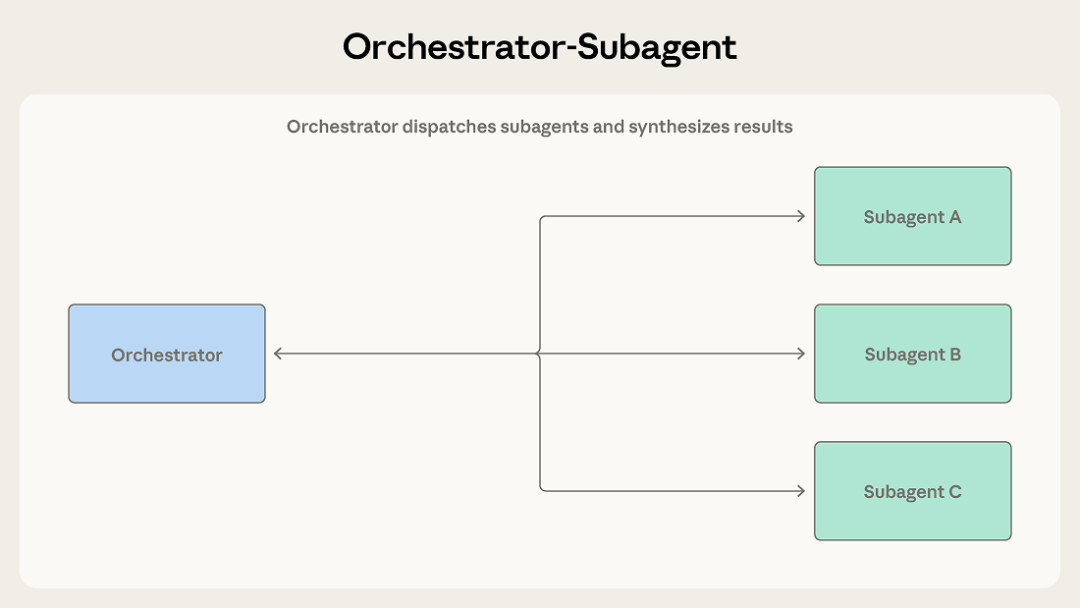 Orchestrator-Subagent
Orchestrator dispatches subagents and synthesizes results
Subagent A
Orchestrator
Subagent B
Subagent C